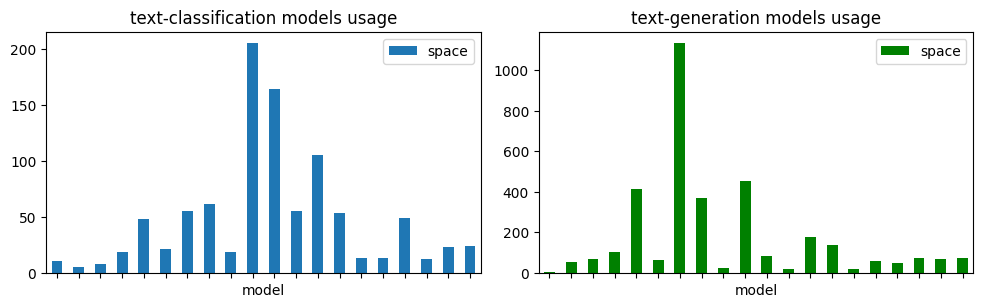 text-classification models usage
200
150
100
50
0
space
model
text-generation models usage
1000
800
600
400
200
0
space
model